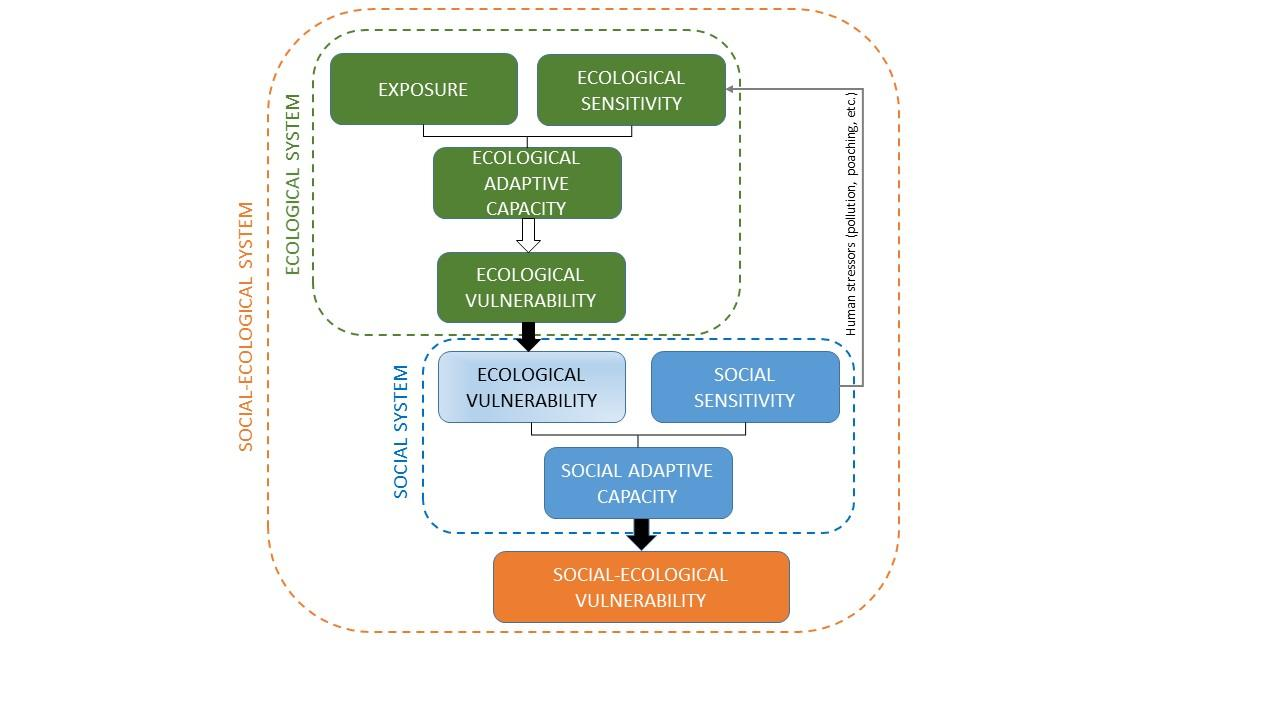 EXPOSURE
ECOLOGICAL
SENSITIVITY
ECOLOGICAL
ADAPTIVE
CAPACITY
ECOLOGICAL
VULNERABILITY
ECOLOGICAL SYSTEM
SOCIAL-ECOLOGICAL SYSTEM
Human stressors (pollution, poaching, etc.)
ECOLOGICAL
VULNERABILITY
SOCIAL
SENSITIVITY
SOCIAL SYSTEM
SOCIAL ADAPTIVE
CAPACITY
SOCIAL-ECOLOGICAL
VULNERABILITY